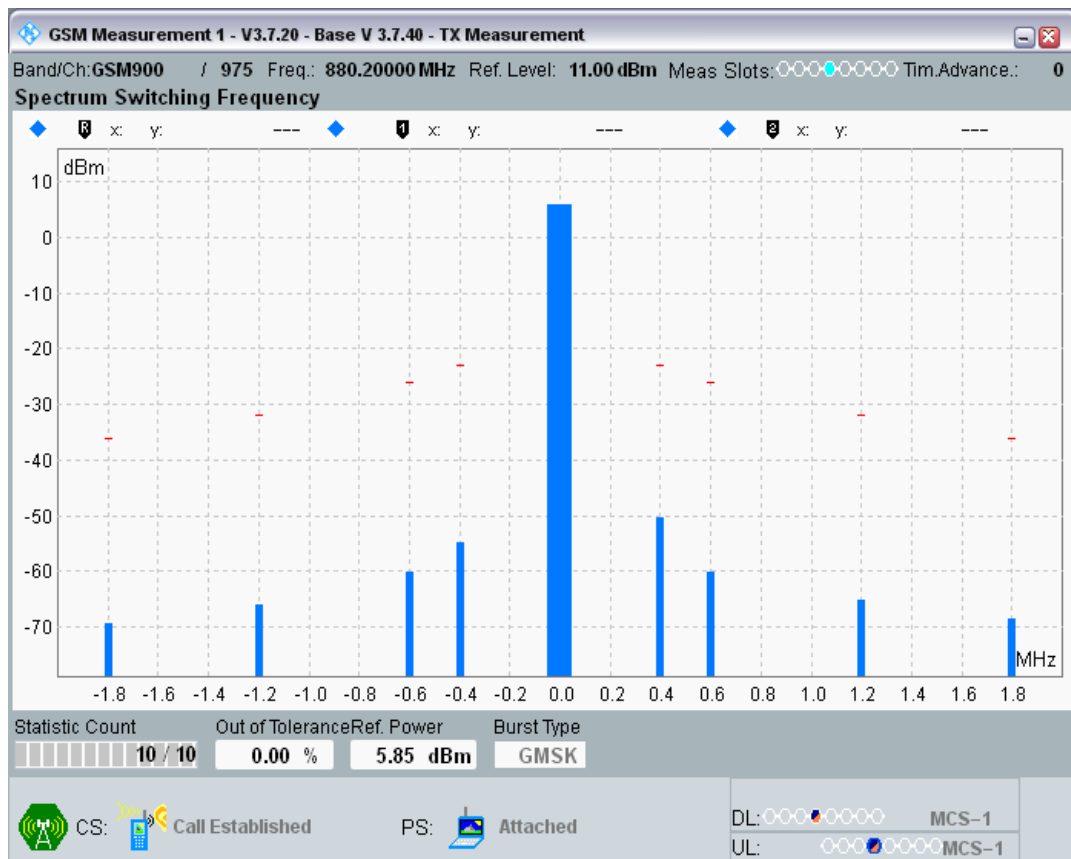 GSM Measurement 1 - V3.7.20 - Base V 3.7.40 - TX Measurement
Band/Ch:GSM900 / 975 Freq.: 880.20000 MHz Ref. Level: 11.00 dBm Meas Slots: Tim.Advance.: 0
Spectrum Switching Frequency
R x: y: --- 1 x: y: --- 2 x: y: ---
dBm
10
0
-10
-20
-30
-40
-50
-60
-70
MHz
-1.8 -1.6 -1.4 -1.2 -1.0 -0.8 -0.6 -0.4 -0.2 0.0 0.2 0.4 0.6 0.8 1.0 1.2 1.4 1.6 1.8
Statistic Count Out of Tolerance Ref. Power Burst Type
10 / 10 0.00 % 5.85 dBm GMSK
CS: Call Established PS: Attached
DL: MCS-1
UL: MCS-1